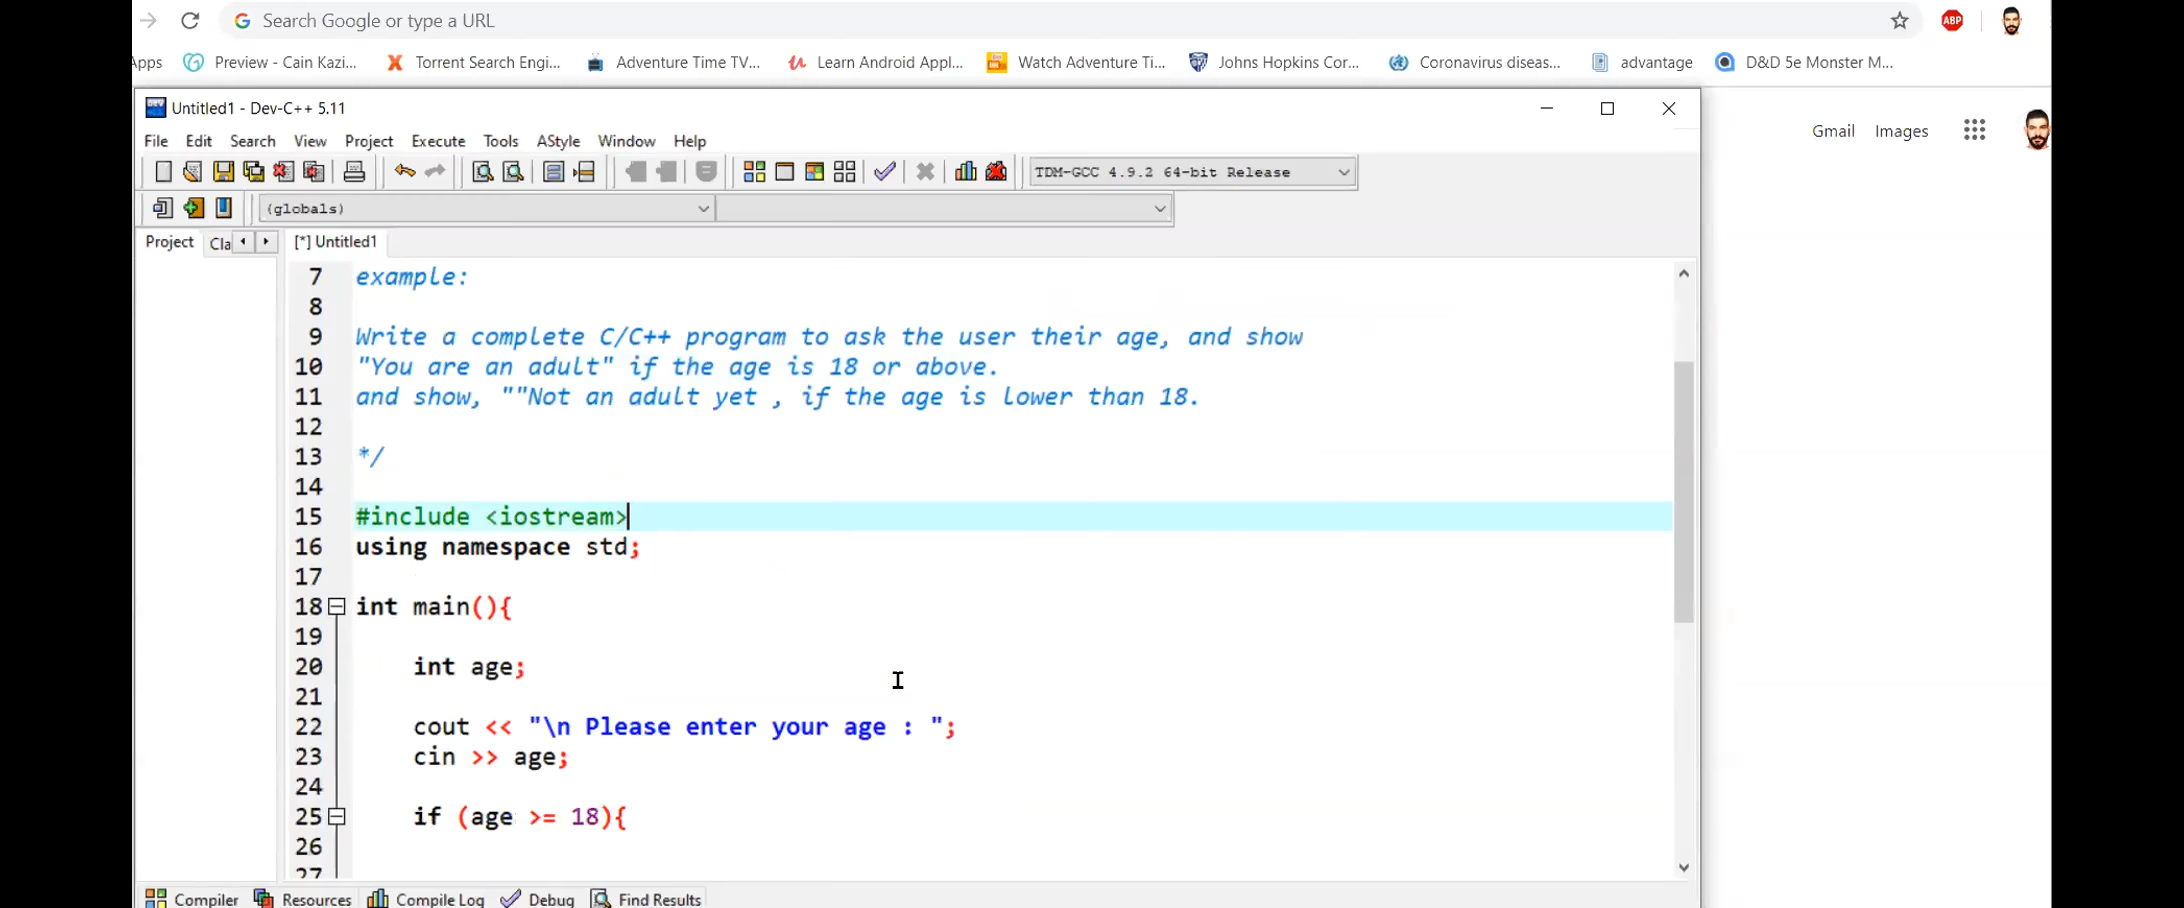 Search Google or type a URL
ABP
Apps Preview - Cain Kazi... Torrent Search Engi... Adventure Time TV... Learn Android Appl... Watch Adventure Ti... Johns Hopkins Cor... Coronavirus diseas... advantage D&D 5e Monster M...
Untitled1 - Dev-C++ 5.11
Gmail Images
File Edit Search View Project Execute Tools AStyle Window Help
TDM-GCC 4.9.2 64-bit Release
(globals)
Project Cla [*] Untitled1
7 example:
8
9 Write a complete C/C++ program to ask the user their age, and show
10 "You are an adult" if the age is 18 or above.
11 and show, ""Not an adult yet , if the age is lower than 18.
12
13 */
14
15 #include <iostream>
16 using namespace std;
17
18 int main(){
19
20 int age;
21
22 cout << "\n Please enter your age : ";
23 cin >> age;
24
25 if (age >= 18){
26
27
Compiler Resources Compile Log Debug Find Results